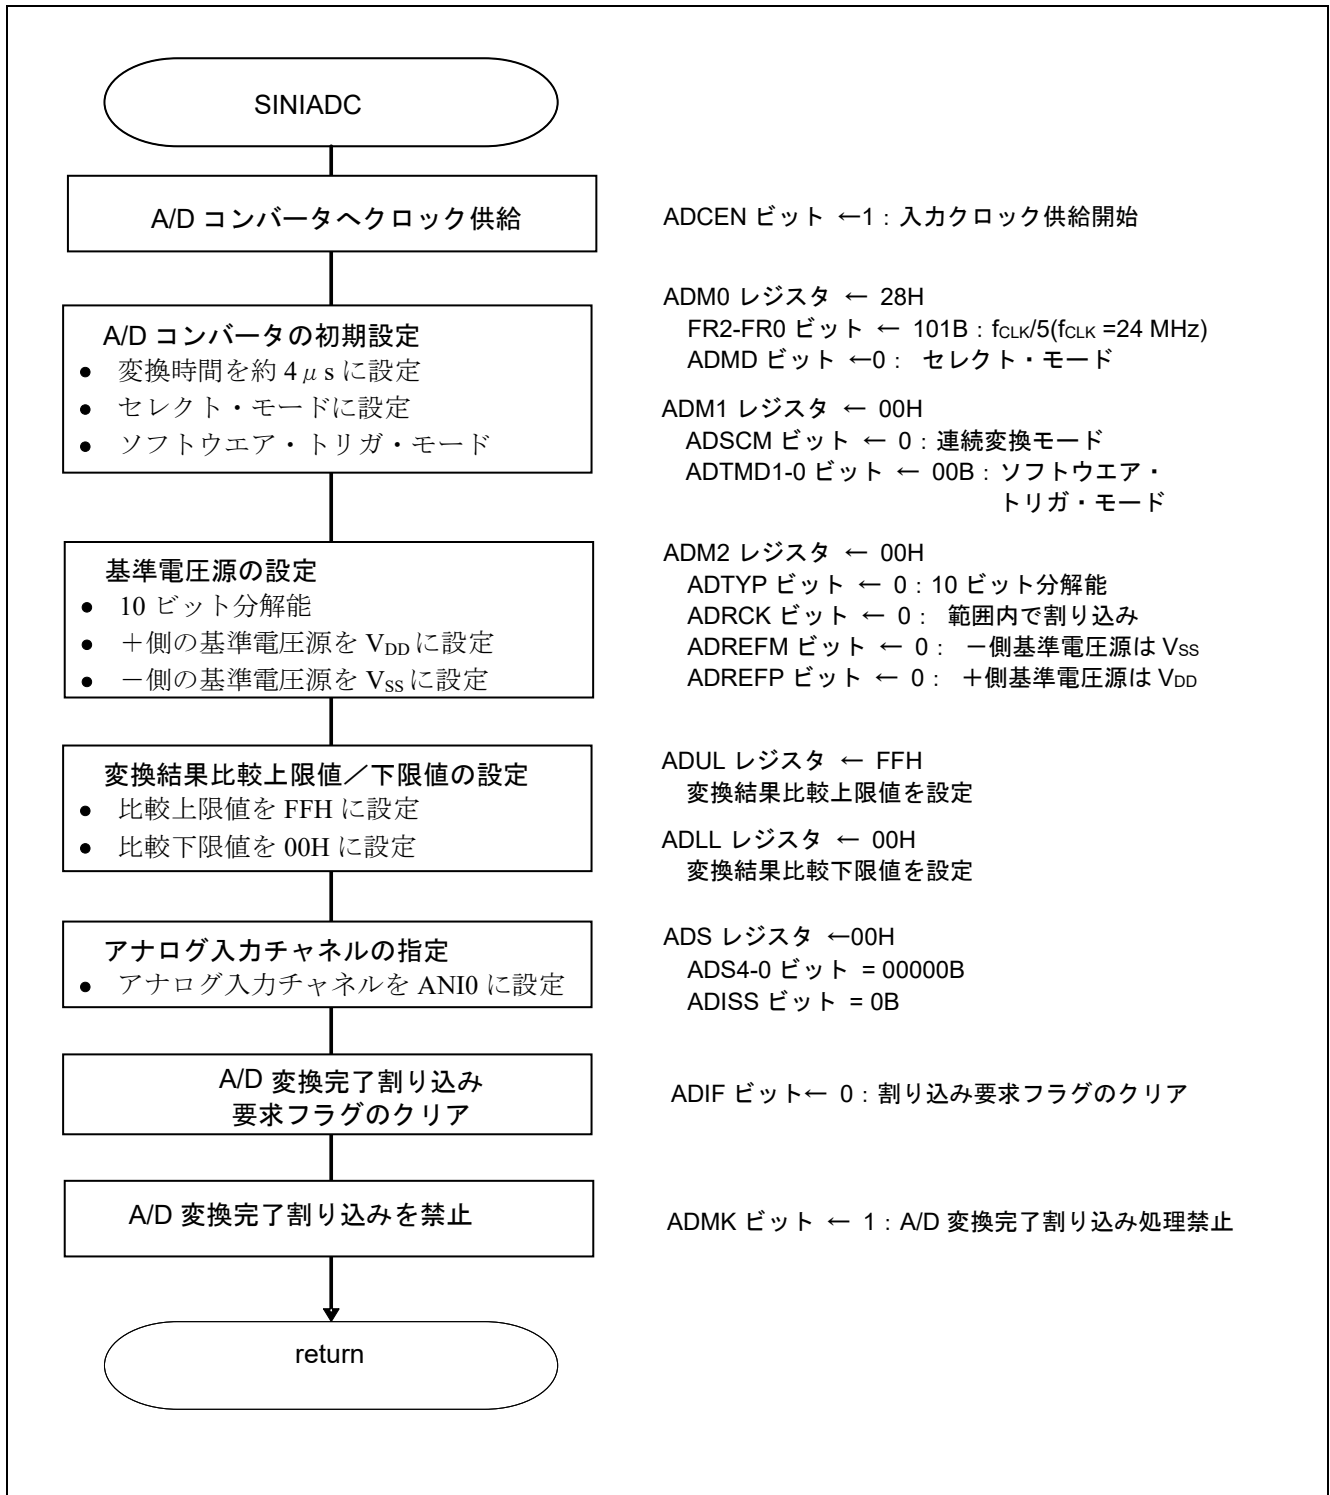 SINIADC
A/D コンバータへクロック供給
ADCEN ビット ←1：入力クロック供給開始
A/D コンバータの初期設定
● 変換時間を約 4μs に設定
● セレクト・モードに設定
● ソフトウエア・トリガ・モード
ADM0 レジスタ ← 28H
FR2-FR0 ビット ← 101B：fCLK/5(fCLK =24 MHz)
ADMD ビット ←0： セレクト・モード
ADM1 レジスタ ← 00H
ADSCM ビット ← 0：連続変換モード
ADTMD1-0 ビット ← 00B：ソフトウエア・
トリガ・モード
基準電圧源の設定
● 10 ビット分解能
● ＋側の基準電圧源を VDD に設定
● －側の基準電圧源を VSS に設定
ADM2 レジスタ ← 00H
ADTYP ビット ← 0：10 ビット分解能
ADRCK ビット ← 0： 範囲内で割り込み
ADREFM ビット ← 0： －側基準電圧源は VSS
ADREFP ビット ← 0： ＋側基準電圧源は VDD
変換結果比較上限値／下限値の設定
● 比較上限値を FFH に設定
● 比較下限値を 00H に設定
ADUL レジスタ ← FFH
変換結果比較上限値を設定
ADLL レジスタ ← 00H
変換結果比較下限値を設定
アナログ入力チャネルの指定
● アナログ入力チャネルを ANI0 に設定
ADS レジスタ ←00H
ADS4-0 ビット = 00000B
ADISS ビット = 0B
A/D 変換完了割り込み
要求フラグのクリア
ADIF ビット← 0：割り込み要求フラグのクリア
A/D 変換完了割り込みを禁止
ADMK ビット ← 1：A/D 変換完了割り込み処理禁止
return